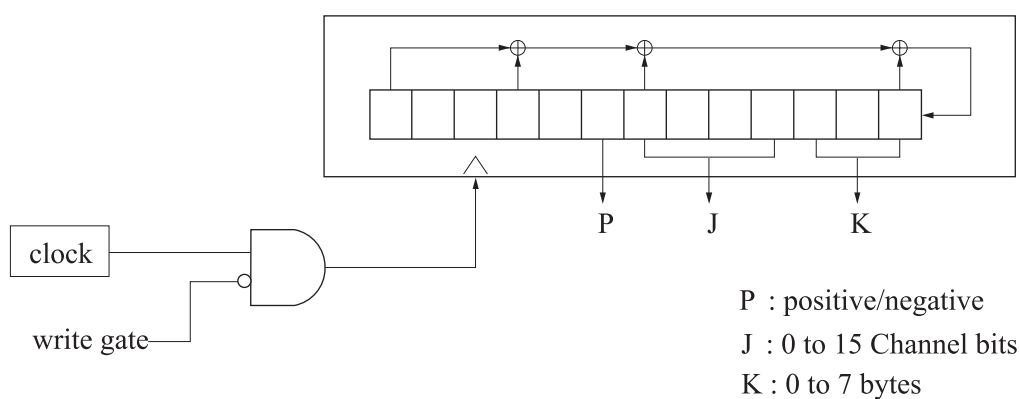 P
J
K
clock
write gate
P : positive/negative
J : 0 to 15 Channel bits
K : 0 to 7 bytes